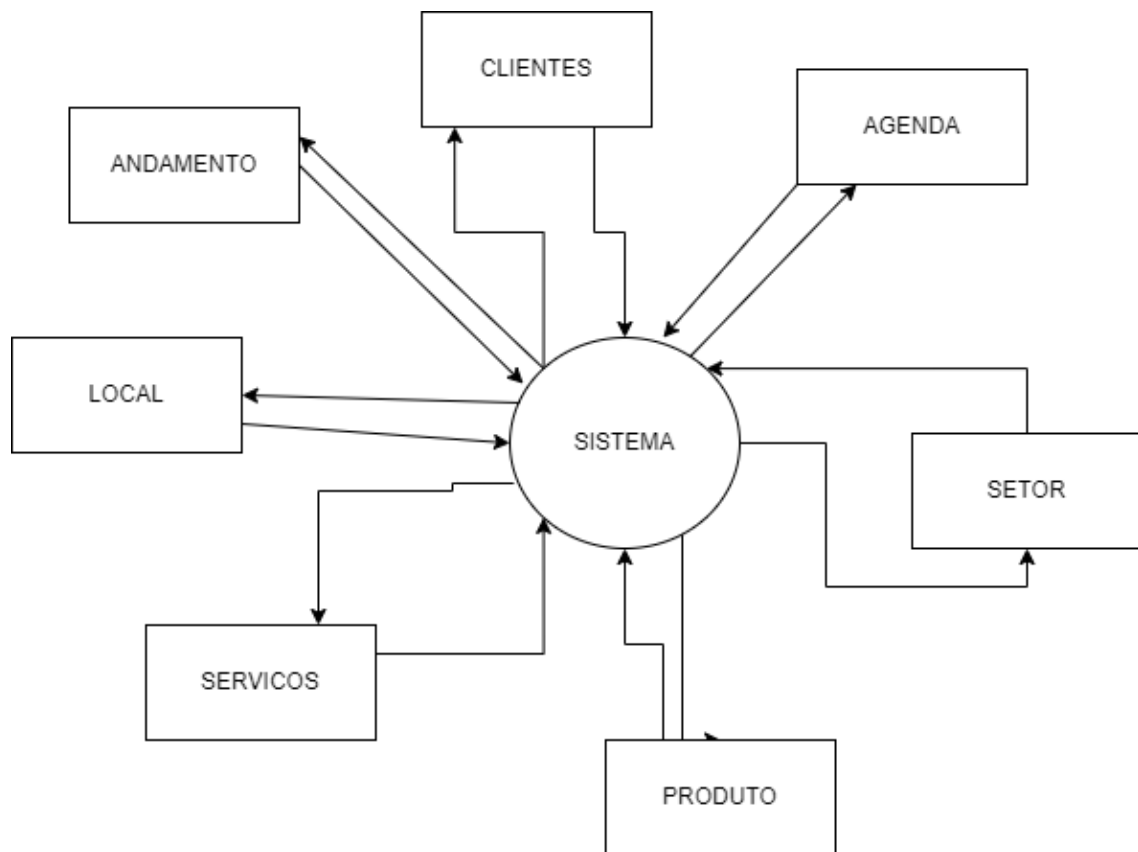 CLIENTES
AGENDA
ANDAMENTO
LOCAL
SISTEMA
SETOR
SERVICOS
PRODUTO